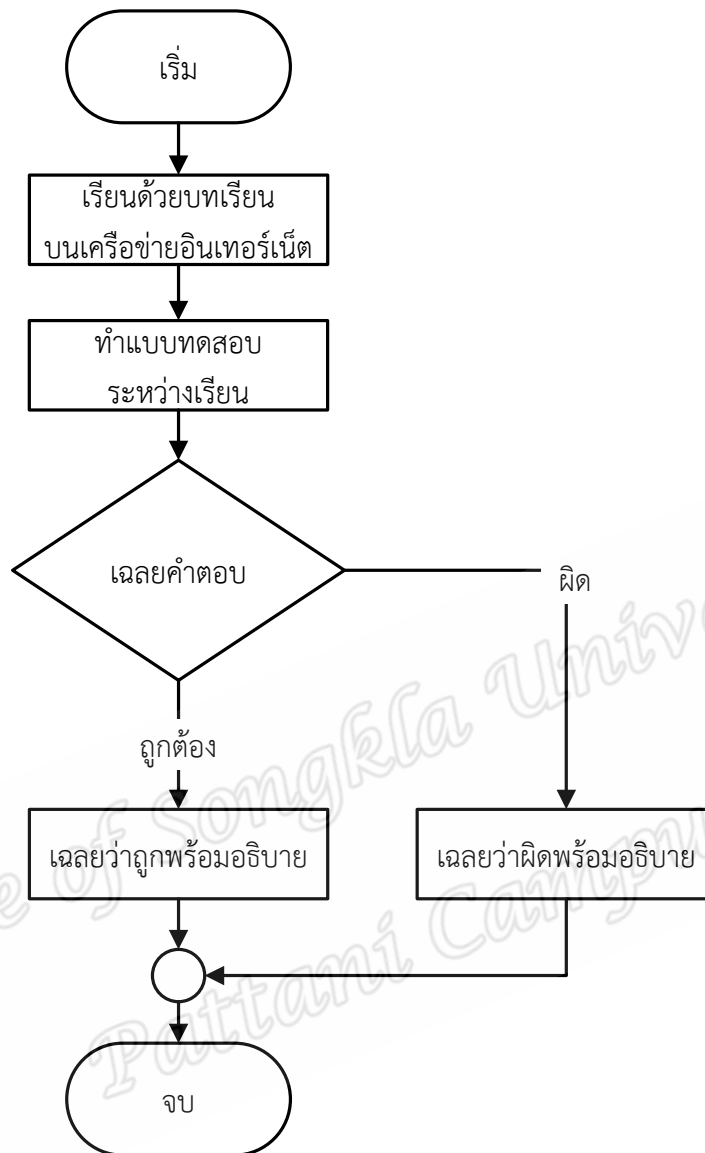 เริ่ม
เรียนด้วยบทเรียน
บนเครือข่ายอินเทอร์เน็ต
ทำแบบทดสอบ
ระหว่างเรียน
เฉลยคำตอบ
ผิด
ถูกต้อง
เฉลยว่าถูกพร้อมอธิบาย
เฉลยว่าผิดพร้อมอธิบาย
จบ
of Songkla
Pattani